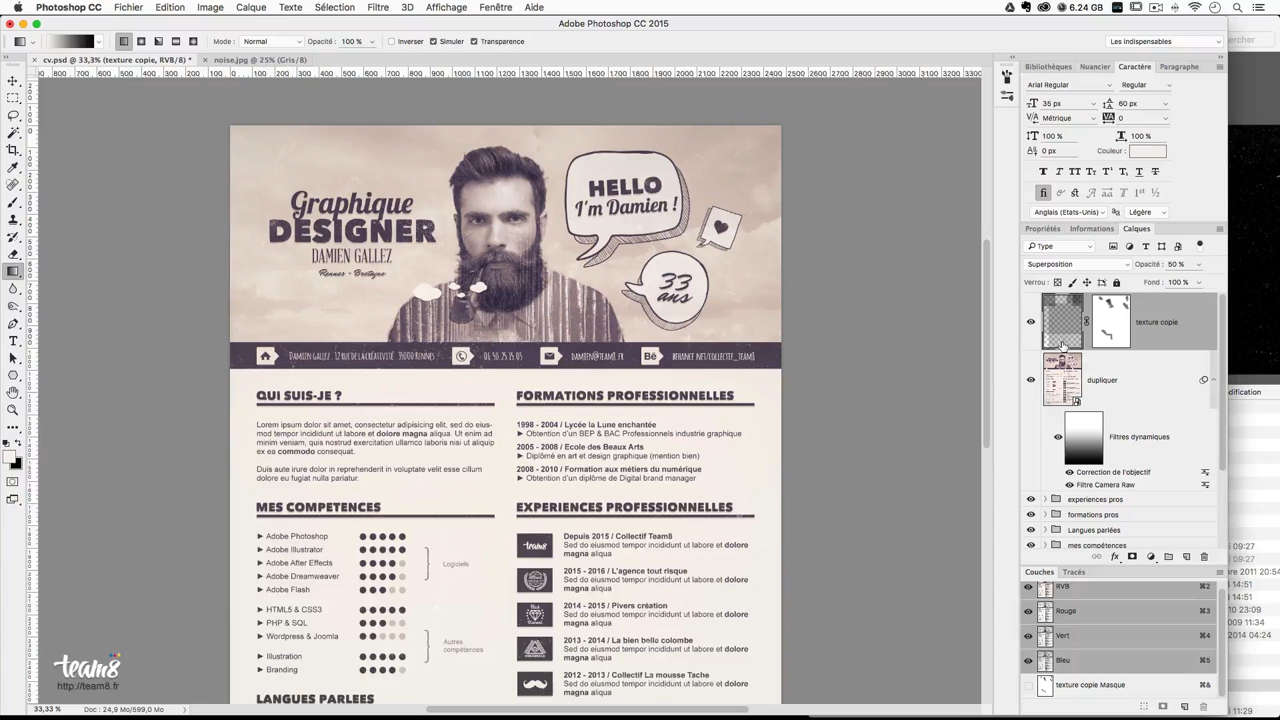 Photoshop CC Fichier Edition Image Calque Texte Sélection Filtre 3D Affichage Fenêtre Aide 6.24 GB
Adobe Photoshop CC 2015
Mode : Normal Opacité : 100 % Inverser Simuler Transparence Les indispensables
cv.psd @ 33,3% (texture copie, RVB/8) * noise.jpg @ 25% (Gris/8)
Graphique
DESIGNER
DAMIEN GALLEZ
Rennes - Bretagne
HELLO
I'm Damien !
33
ans
DAMIEN GALLEZ 12 RUE DE LA CRÉATIVITÉ 35000 RENNES 06 50 25 15 05 DAMIEN@TEAM8.FR BEHANCE.NET/COLLECTIF_TEAM8
QUI SUIS-JE ?
Lorem ipsum dolor sit amet, consectetur adipisicing elit, sed do eius-
mod tempor incididunt ut labore et dolore magna aliqua. Ut enim ad
minim veniam, quis nostrud exercitation ullamco laboris nisi ut aliquip
ex ea commodo consequat.
Duis aute irure dolor in reprehenderit in voluptate velit esse cillum
dolore eu fugiat nulla pariatur.
MES COMPETENCES
Adobe Photoshop
Adobe Illustrator
Adobe After Effects
Adobe Dreamweaver
Adobe Flash
Logiciels
HTML5 & CSS3
PHP & SQL
Wordpress & Joomla
Illustration
Branding
Autres
compétences
LANGUES PARLEES
FORMATIONS PROFESSIONNELLES
1998 - 2004 / Lycée la Lune enchantée
Obtention d'un BEP & BAC Professionnels industrie graphique
2005 - 2008 / Ecole des Beaux Arts
Diplômé en art et design graphique (mention bien)
2008 - 2010 / Formation aux métiers du numérique
Obtention d'un diplôme de Digital brand manager
EXPERIENCES PROFESSIONNELLES
team8
Depuis 2015 / Collectif Team8
Sed do eiusmod tempor incididunt ut labore et dolore
magna aliqua
2015 - 2016 / L'agence tout risque
Sed do eiusmod tempor incididunt ut labore et dolore
magna aliqua
2014 - 2015 / Pivers création
Sed do eiusmod tempor incididunt ut labore et dolore
magna aliqua
2013 - 2014 / La bien bello colombe
Sed do eiusmod tempor incididunt ut labore et dolore
magna aliqua
2012 - 2013 / Collectif La mousse Tache
Sed do eiusmod tempor incididunt ut labore et dolore
magna aliqua
Bibliothèques Nuancier Caractère Paragraphe
Arial Regular Regular
35 px 60 px
Métrique 0
100 % 100 %
0 px Couleur :
Anglais (Etats-Unis) Légère
Propriétés Informations Calques
Type
Superposition Opacité : 50 %
Verrou : Fond : 100 %
texture copie
dupliquer
Filtres dynamiques
Correction de l'objectif
Filtre Camera Raw
experiences pros
formations pros
Langues parlées
mes compétences
Couches Tracés
RVB ⌘2
Rouge ⌘3
Vert ⌘4
Bleu ⌘5
texture copie Masque ⌘&
team8
http://team8.fr
33,33 % Doc : 24,9 Mo/599,0 Mo